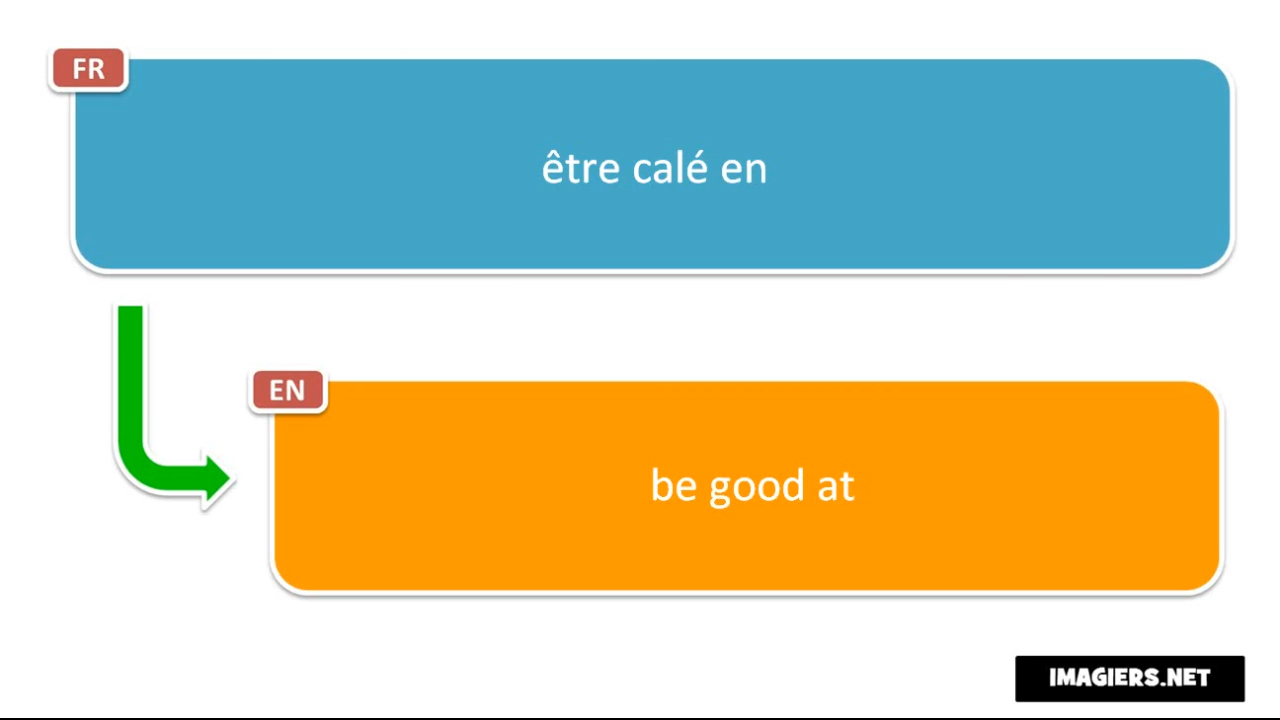 FR
être calé en
EN
be good at
IMAGIERS.NET